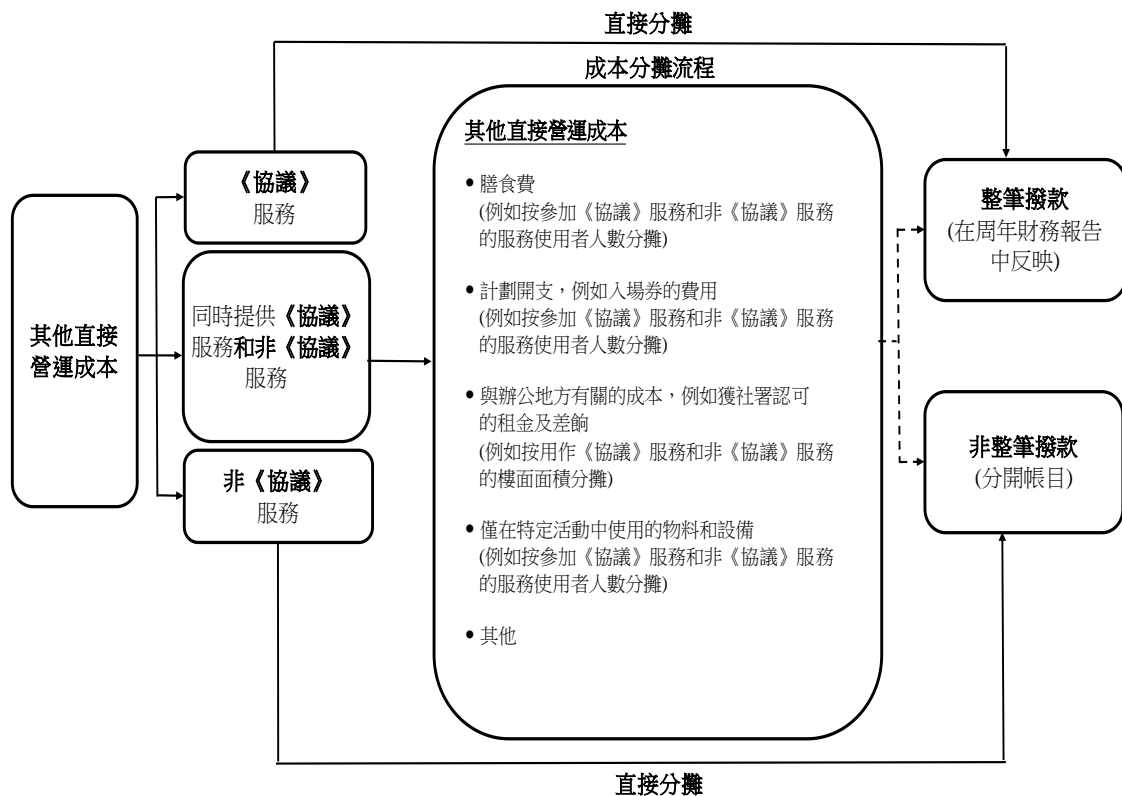 直接分攤
成本分攤流程
其他直接
營運成本
《協議》
服務
同時提供《協議》
服務和非《協議》
服務
非《協議》
服務
其他直接營運成本
• 膳食費
(例如按參加《協議》服務和非《協議》服務
的服務使用者人數分攤)
• 計劃開支，例如入場券的費用
(例如按參加《協議》服務和非《協議》服務
的服務使用者人數分攤)
• 與辦公地方有關的成本，例如獲社署認可
的租金及差餉
(例如按用作《協議》服務和非《協議》服務
的樓面面積分攤)
• 僅在特定活動中使用的物料和設備
(例如按參加《協議》服務和非《協議》服務
的服務使用者人數分攤)
• 其他
整筆撥款
(在周年財務報告
中反映)
非整筆撥款
(分開帳目)
直接分攤